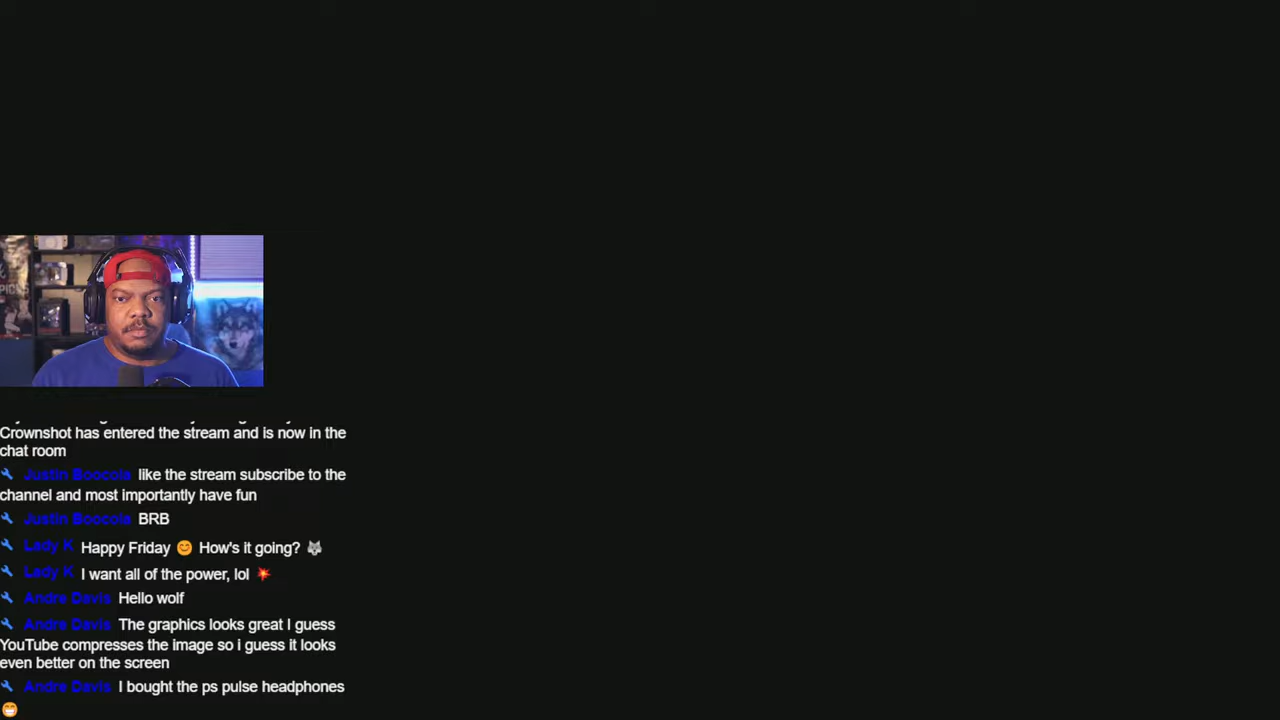 Crownshot has entered the stream and is now in the
chat room
Justin Boocola like the stream subscribe to the
channel and most importantly have fun
Justin Boocola BRB
Lady K Happy Friday 😊 How's it going? 🐺
I want all of the power, lol 💥
Andre Davis Hello wolf
Andre Davis The graphics looks great I guess
YouTube compresses the image so i guess it looks
even better on the screen
Andre Davis I bought the ps pulse headphones
😁